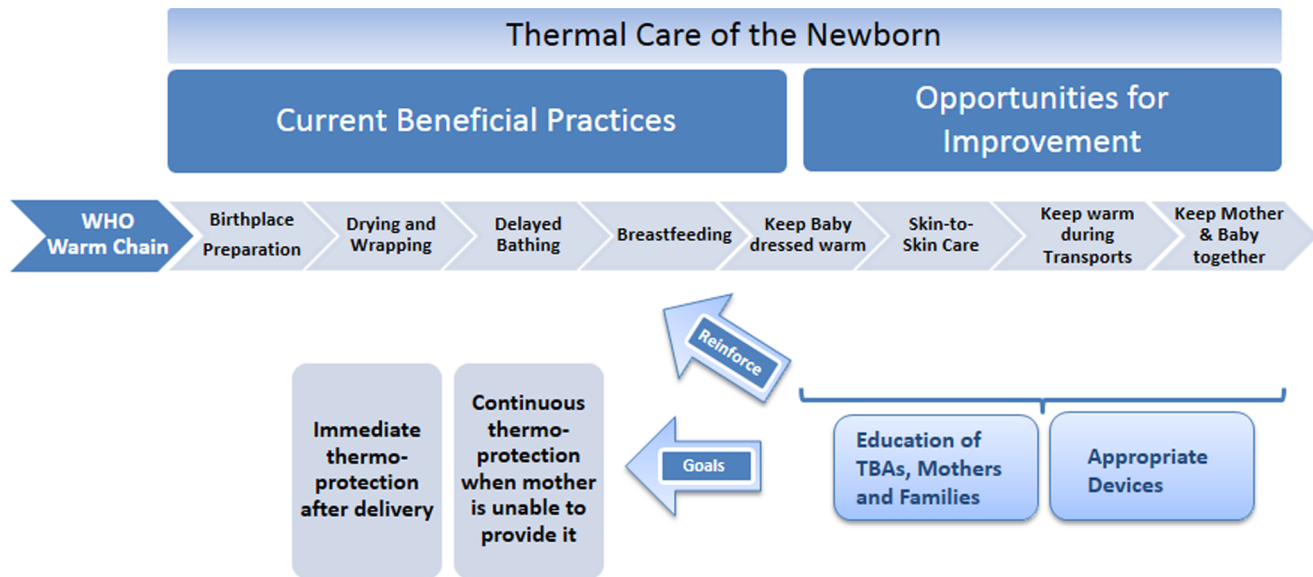 Thermal Care of the Newborn
Current Beneficial Practices
Opportunities for
Improvement
WHO
Warm Chain
Birthplace
Preparation
Drying and
Wrapping
Delayed
Bathing
Breastfeeding
Keep Baby
dressed warm
Skin-to-
Skin Care
Keep warm
during
Transports
Keep Mother
& Baby
together
Reinforce
Immediate
thermo-
protection
after delivery
Continuous
thermo-
protection
when mother
is unable to
provide it
Goals
Education of
TBAs, Mothers
and Families
Appropriate
Devices